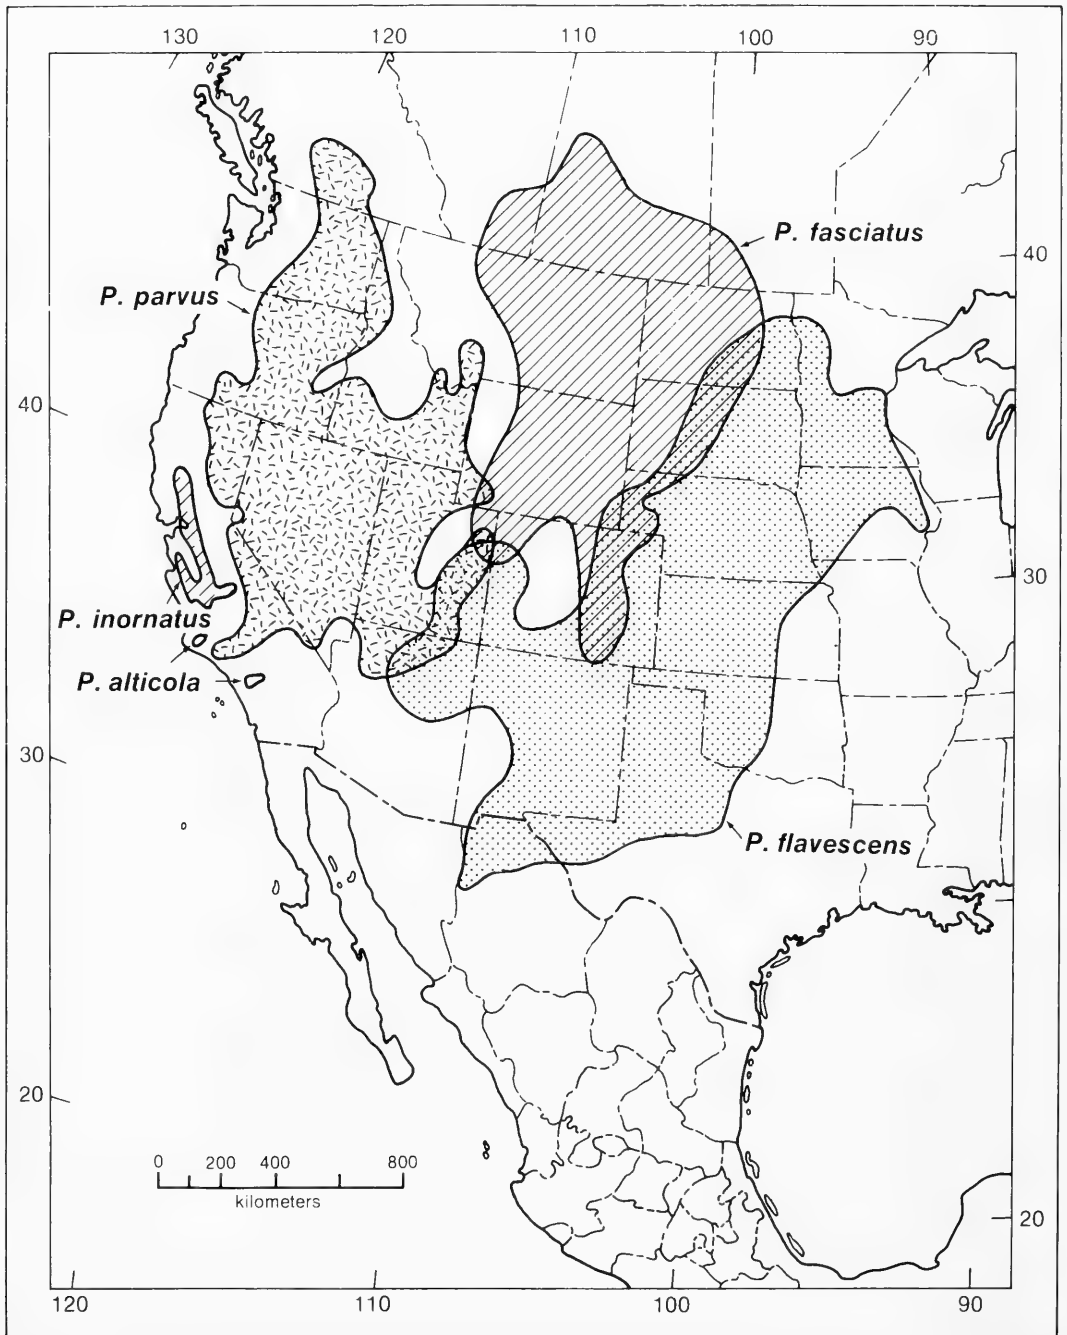 130 120 110 100 90
P. fasciatus
40
P. parvus
40
30
P. inornatus
P. alticola
30
P. flavescens
20
0 200 400 800
kilometers
20
120 110 100 90